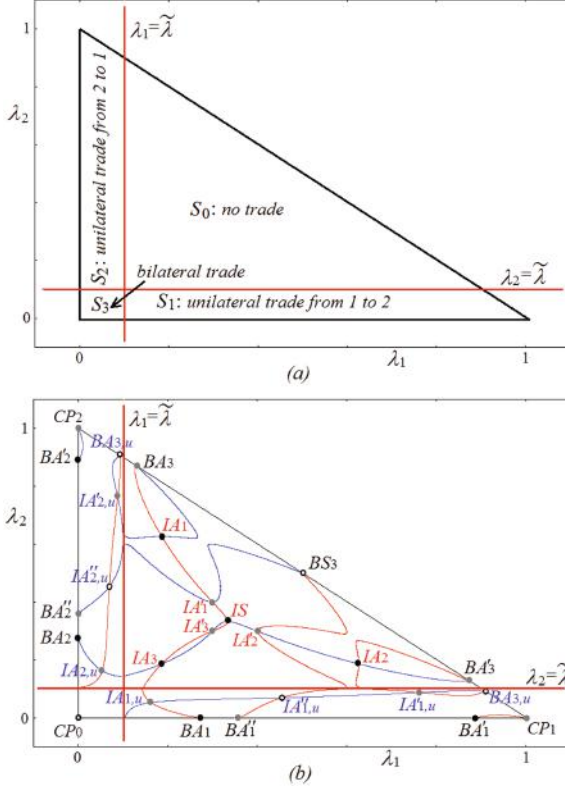 1
λ₁=λ̃
λ₂
S₂: unilateral trade from 2 to 1
S₀: no trade
bilateral trade
λ₂=λ̃
S₃
S₁: unilateral trade from 1 to 2
0
0
λ₁
1
(a)
CP₂
λ₁=λ̃
1
BA₃,u
BA'₂
BA₃
IA'₂,u
IA₁
λ₂
IA''₂,u
BS₃
BA''₂
IA'₁
IS
BA₂
IA'₃
IA'₂
IA₂,u
IA₃
IA₂
BA'₃
λ₂=λ̃
IA₁,u
IA''₁,u
IA'₁,u
BA₃,u
0
CP₀
BA₁
BA''₁
BA'₁
CP₁
0
λ₁
1
(b)